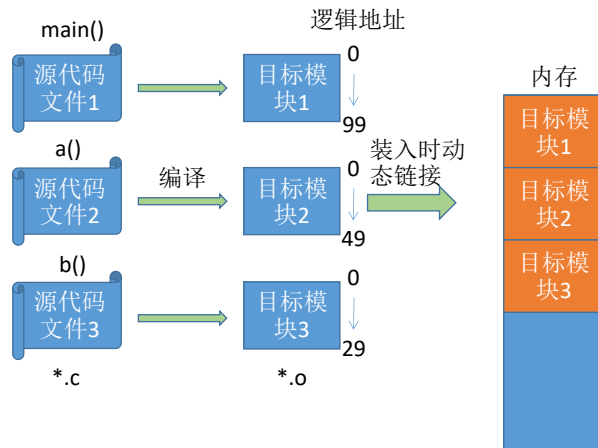 逻辑地址
main()
源代码
文件1
目标模
块1
0
99
内存
目标模
块1
a()
源代码
文件2
编译
目标模
块2
0
49
装入时动
态链接
目标模
块2
b()
源代码
文件3
目标模
块3
0
29
目标模
块3
*.c
*.o